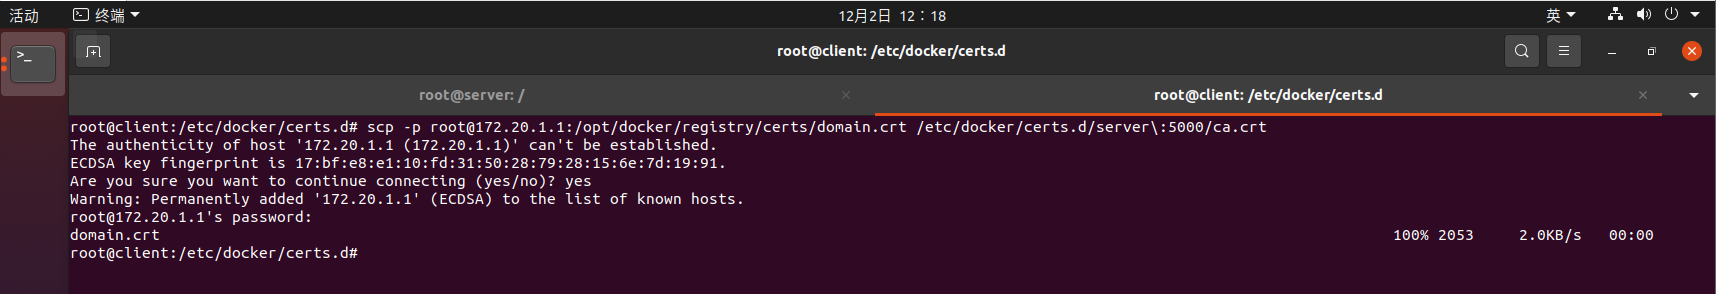 活动 终端 12月2日 12：18 英
root@client: /etc/docker/certs.d
root@server: / root@client: /etc/docker/certs.d
root@client:/etc/docker/certs.d# scp -p root@172.20.1.1:/opt/docker/registry/certs/domain.crt /etc/docker/certs.d/server\:5000/ca.crt
The authenticity of host '172.20.1.1 (172.20.1.1)' can't be established.
ECDSA key fingerprint is 17:bf:e8:e1:10:fd:31:50:28:79:28:15:6e:7d:19:91.
Are you sure you want to continue connecting (yes/no)? yes
Warning: Permanently added '172.20.1.1' (ECDSA) to the list of known hosts.
root@172.20.1.1's password:
domain.crt 100% 2053 2.0KB/s 00:00
root@client:/etc/docker/certs.d#